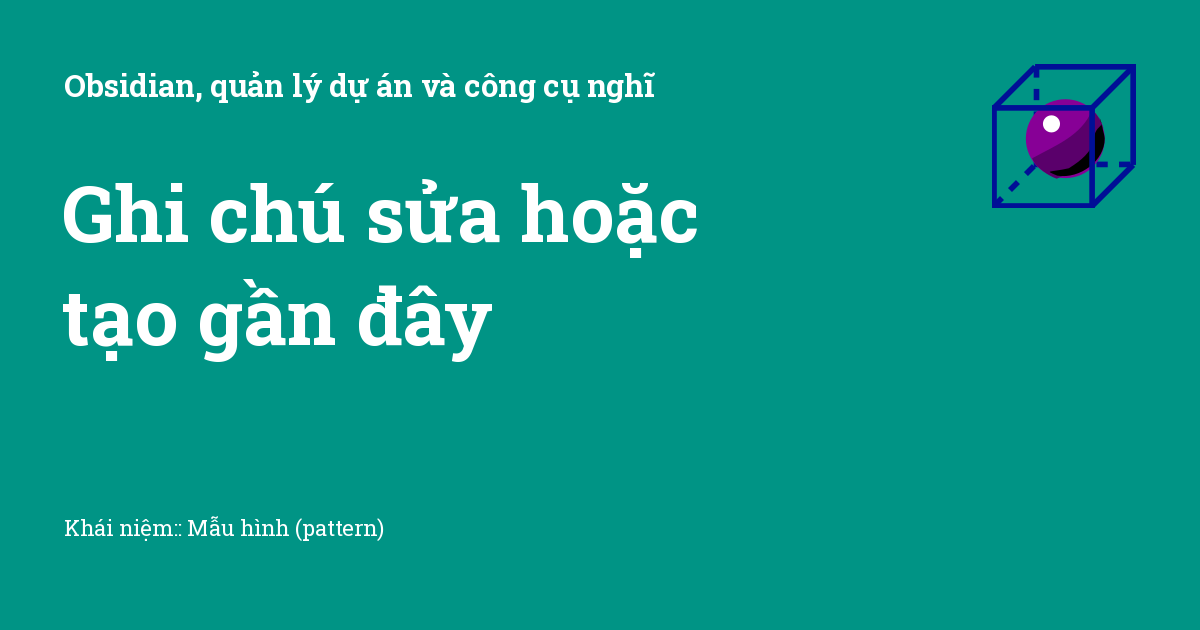 Obsidian, quản lý dự án và công cụ nghĩ
Ghi chú sửa hoặc
tạo gần đây
Khái niệm:: Mẫu hình (pattern)